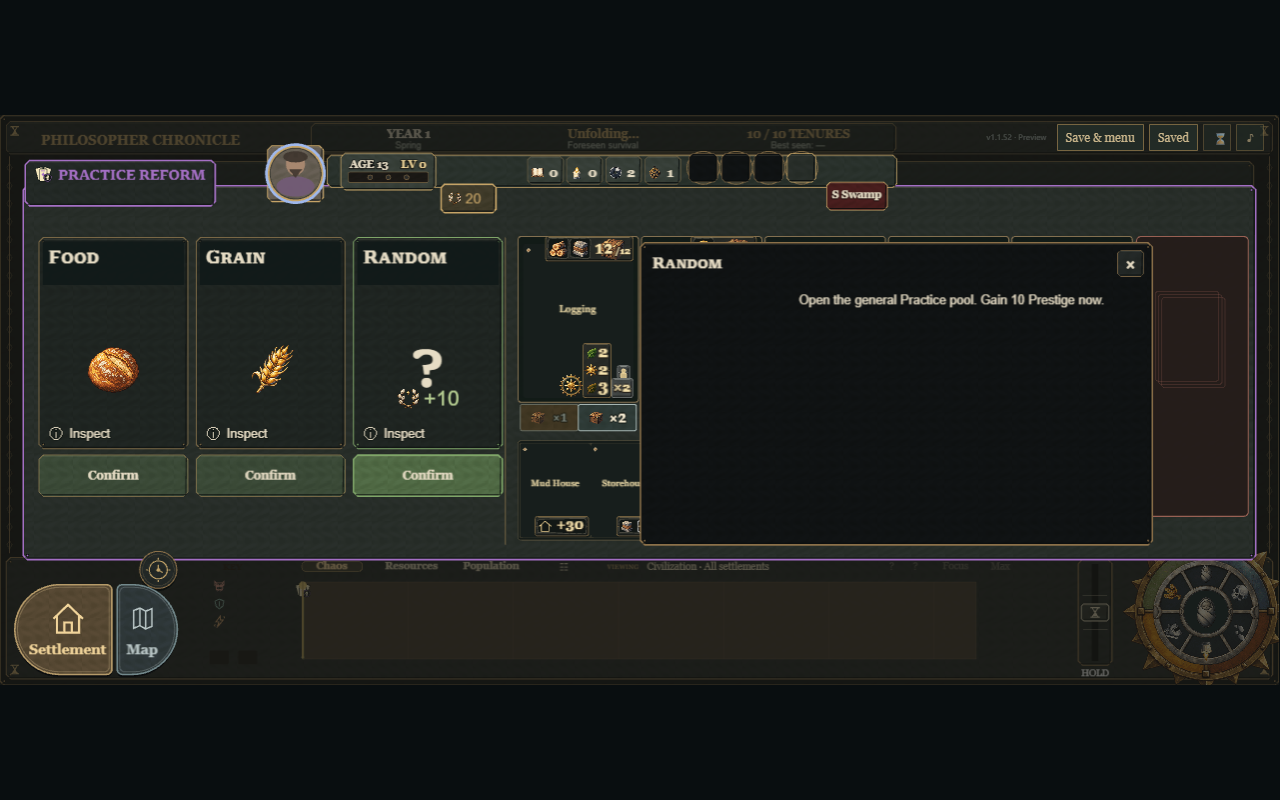 PHILOSOPHER CHRONICLE
YEAR 1
Spring
Unfolding...
Foreseen survival
10 / 10 TENURES
Best seen: —
v1.1.52 · Preview
Save & menu
Saved
PRACTICE REFORM
AGE 13 LV 0
0
0
2
1
20
S Swamp
FOOD
Inspect
Confirm
GRAIN
Inspect
Confirm
RANDOM
?
+10
Inspect
Confirm
12/12
Logging
2
2
3
×2
×1
×2
Mud House
+30
Storehou
RANDOM
×
Open the general Practice pool. Gain 10 Prestige now.
Chaos
Resources
Population
Civilization · All settlements
? ?
Focus
Max
Settlement
Map
HOLD